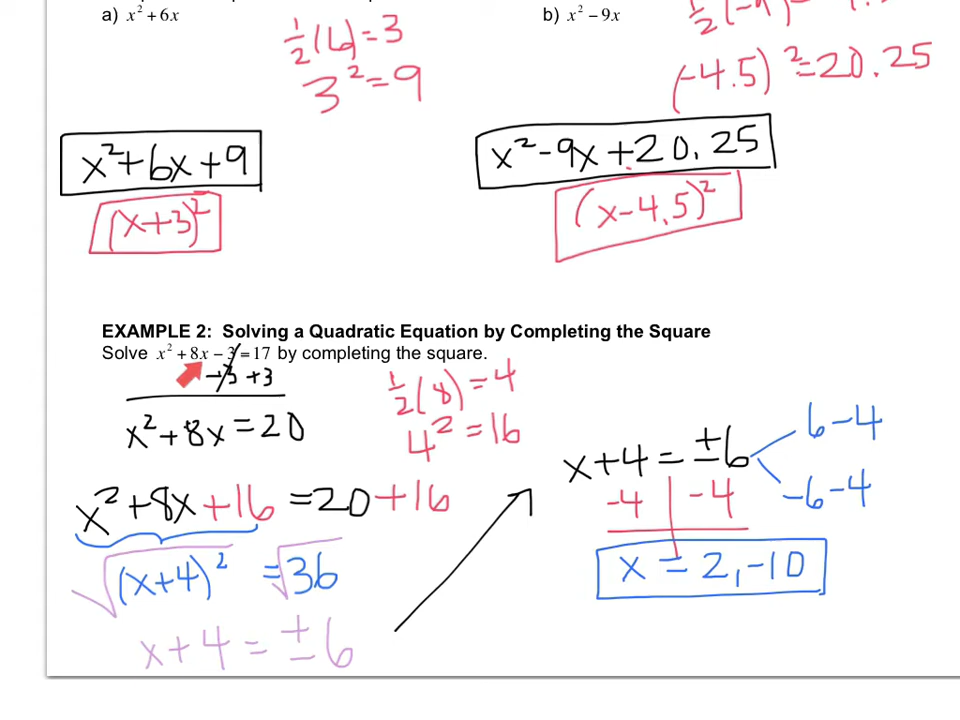 a) x² + 6x
b) x² − 9x
½(6) = 3
3² = 9
½(-9)
(-4.5)² = 20.25
x² + 6x + 9
(x+3)²
x² - 9x + 20.25
(x-4.5)²
EXAMPLE 2: Solving a Quadratic Equation by Completing the Square
Solve x² + 8x − 3 = 17 by completing the square.
+3 +3
x² + 8x = 20
½(8) = 4
4² = 16
x² + 8x + 16 = 20 + 16
√(x+4)² = √36
x + 4 = ±6
x + 4 = ±6
6-4
-6-4
-4 -4
x = 2, -10